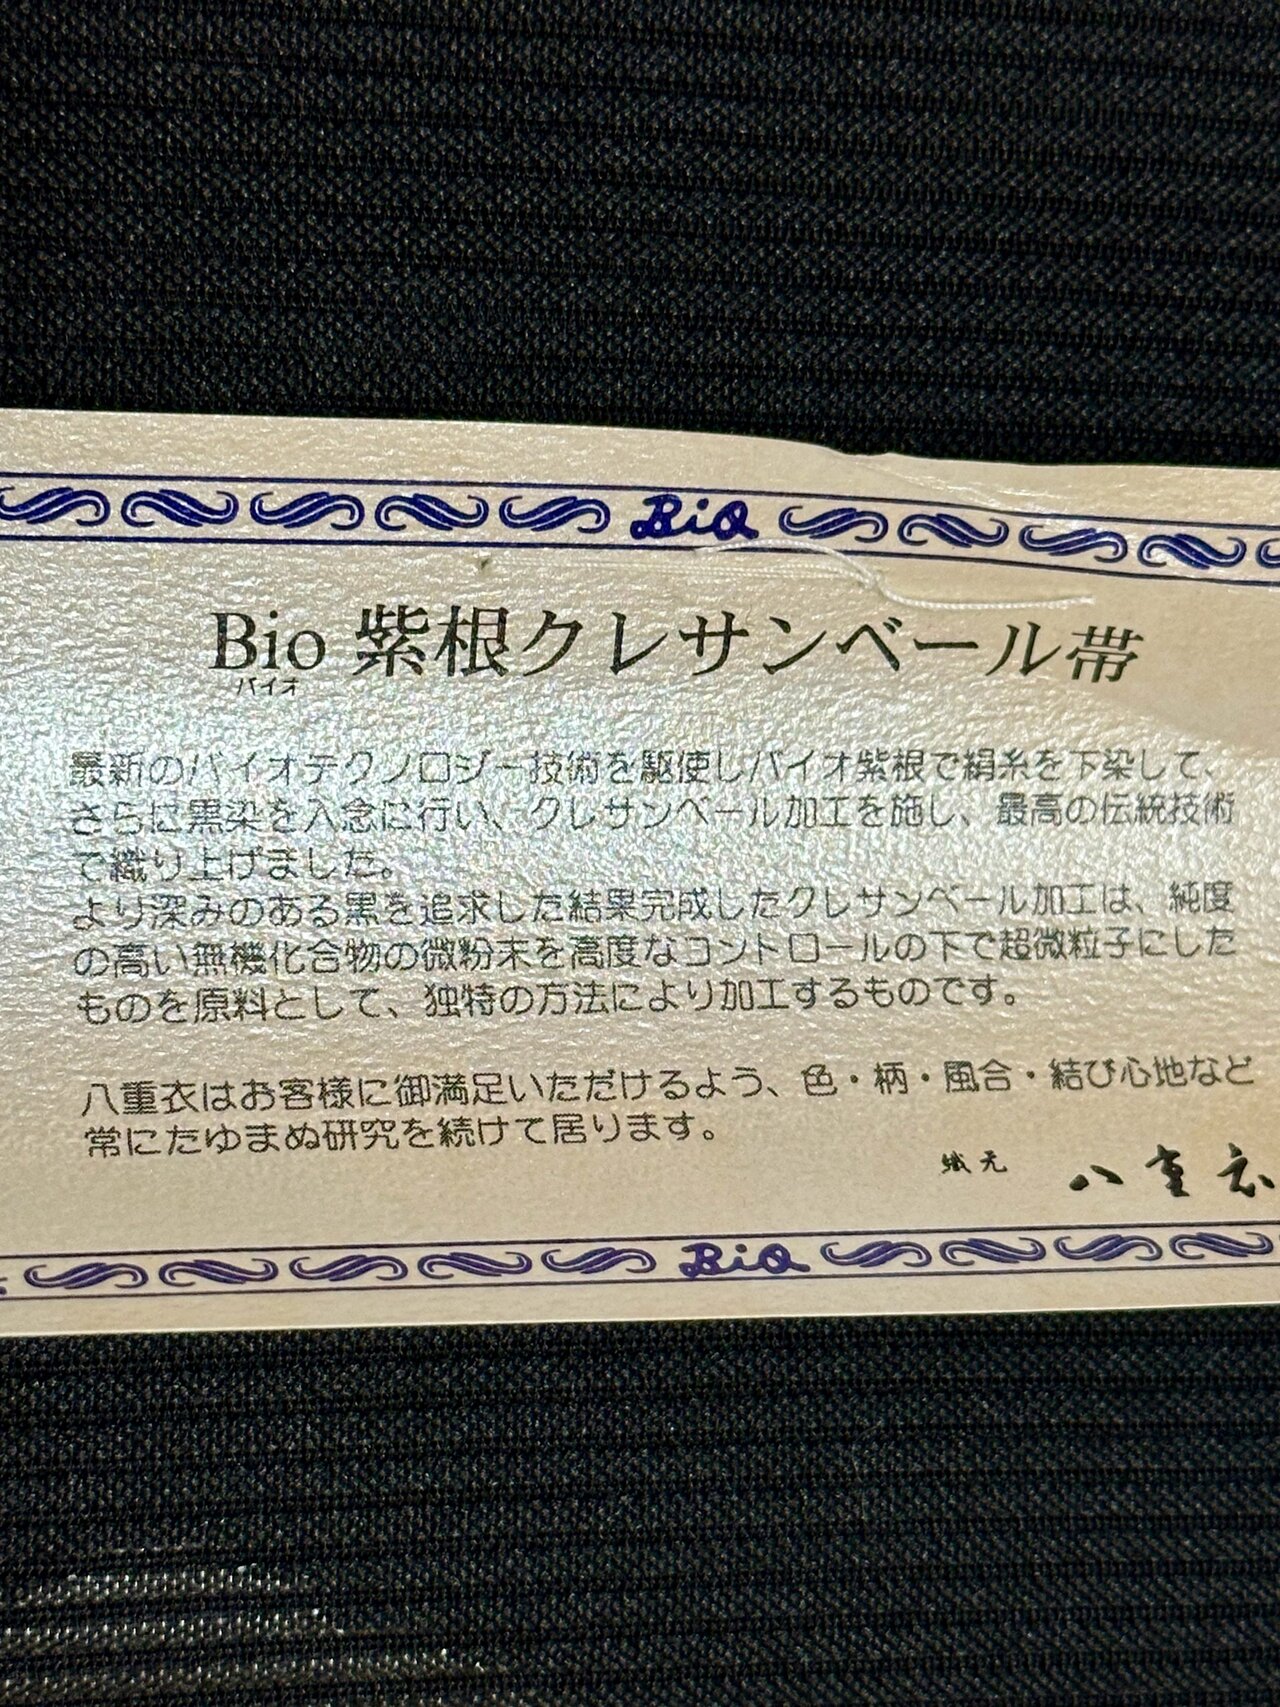 Bio
Bio 紫根クレサンベール帯
バイオ
最新のバイオテクノロジー技術を駆使しバイオ紫根で絹糸を下染して、
さらに黒染を入念に行い、クレサンベール加工を施し、最高の伝統技術
で織り上げました。
より深みのある黒を追求した結果完成したクレサンベール加工は、純度
の高い無機化合物の微粉末を高度なコントロールの下で超微粒子にした
ものを原料として、独特の方法により加工するものです。
八重衣はお客様に御満足いただけるよう、色・柄・風合・結び心地など
常にたゆまぬ研究を続けて居ります。
織元 八重衣
Bio